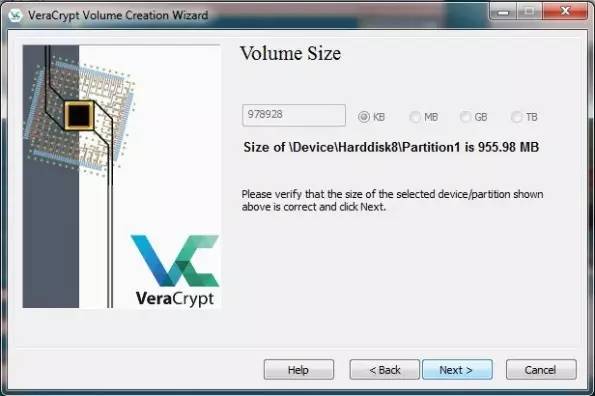 VeraCrypt Volume Creation Wizard
Volume Size
978928 KB MB GB TB
Size of \Device\Harddisk8\Partition1 is 955.98 MB
Please verify that the size of the selected device/partition shown
above is correct and click Next.
VeraCrypt
Help < Back Next > Cancel